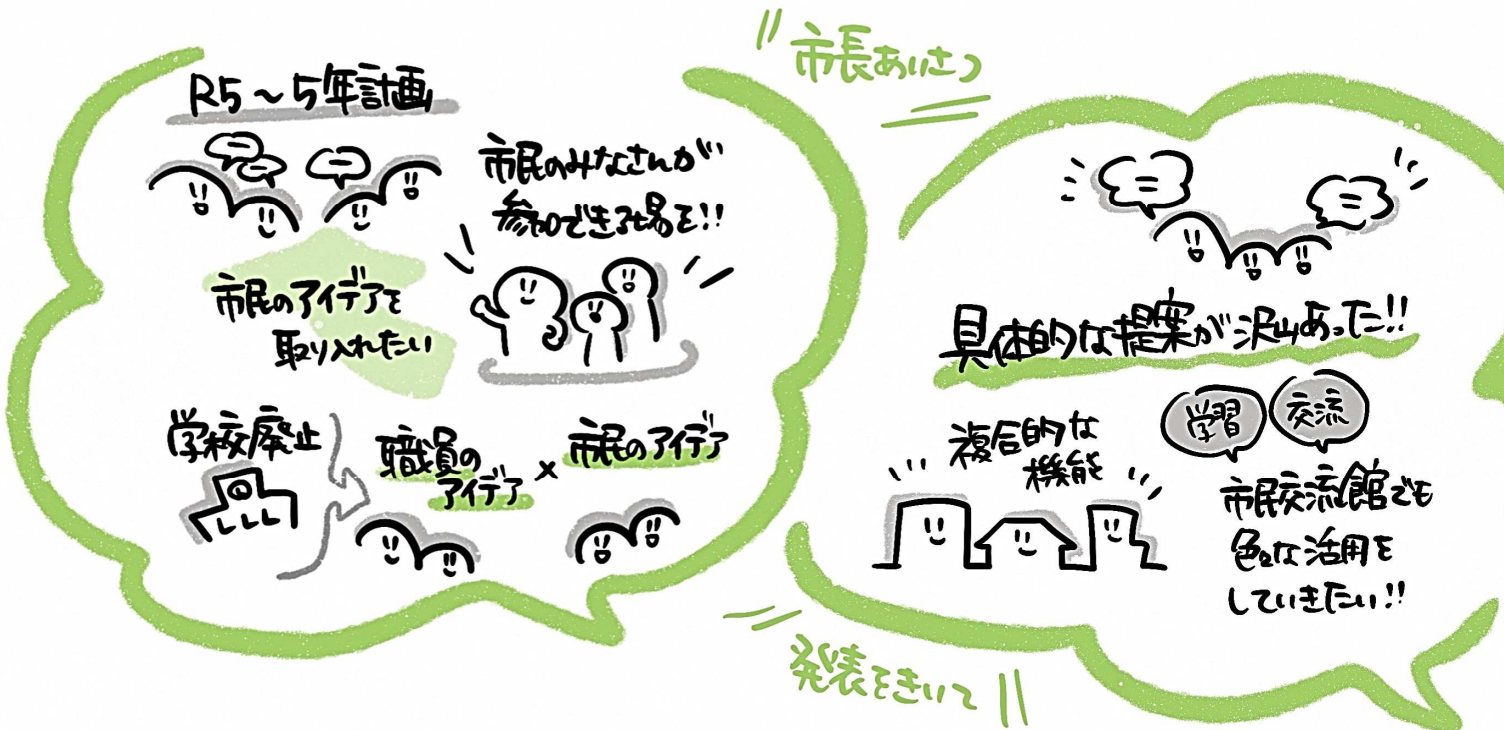 市長あいさつ
R5～5年計画
市民のみなさんが
参加できる場を!!
市民のアイデアを
取り入れたい
学校廃止
職員の
アイデア
×
市民のアイデア
発表をきいて
具体的な提案が沢山あった!!
複合的な
機能
学習
交流
市民交流館でも
色々な活用を
していきたい!!